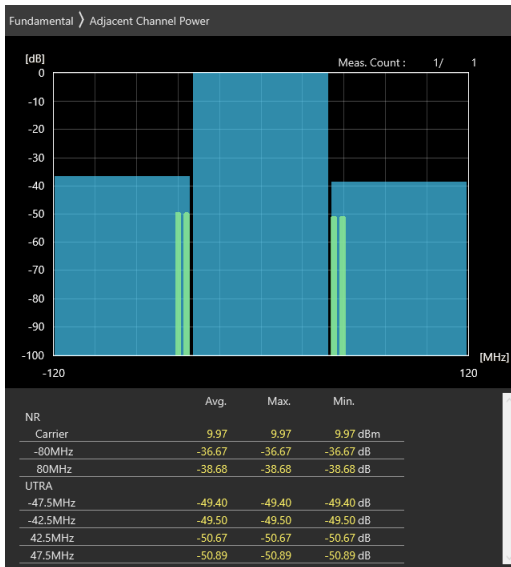 Fundamental 〉 Adjacent Channel Power
[dB]
Meas. Count : 1/ 1
0
-10
-20
-30
-40
-50
-60
-70
-80
-90
-100
[MHz]
-120 120
Avg. Max. Min.
NR
Carrier 9.97 9.97 9.97 dBm
-80MHz -36.67 -36.67 -36.67 dB
80MHz -38.68 -38.68 -38.68 dB
UTRA
-47.5MHz -49.40 -49.40 -49.40 dB
-42.5MHz -49.50 -49.50 -49.50 dB
42.5MHz -50.67 -50.67 -50.67 dB
47.5MHz -50.89 -50.89 -50.89 dB